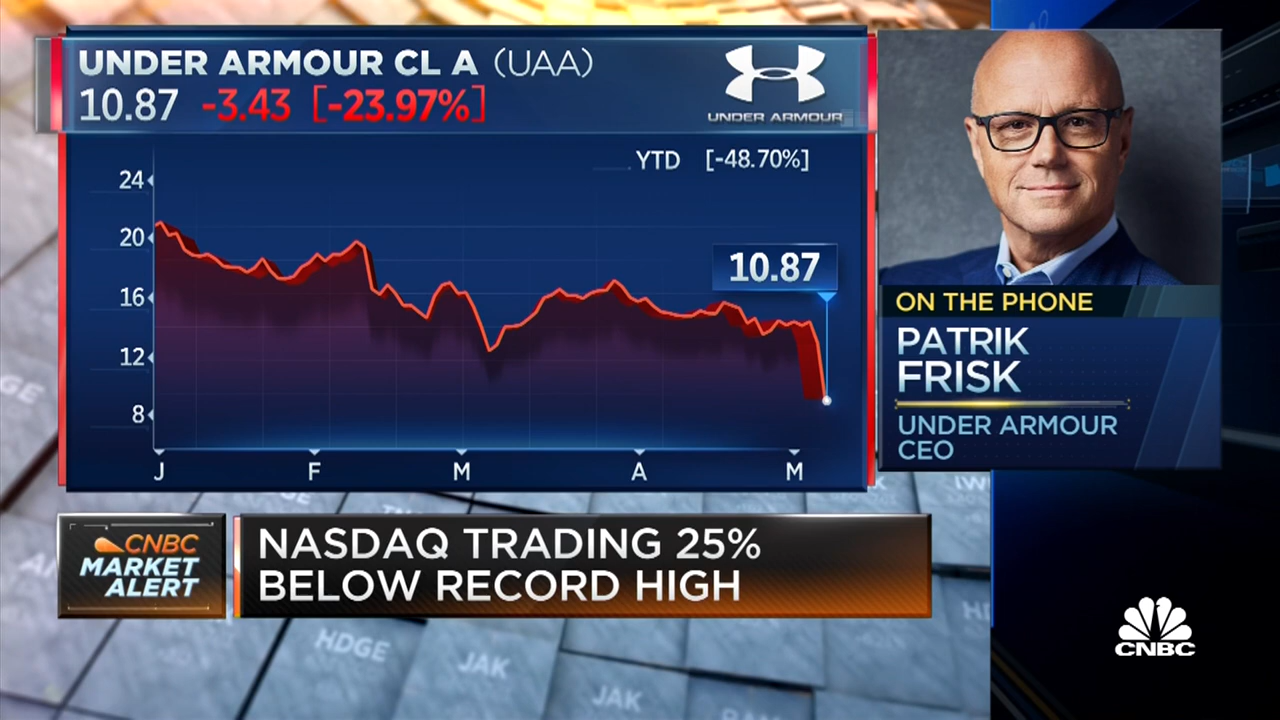 UNDER ARMOUR CL A (UAA)
10.87 -3.43 [-23.97%]
UNDER ARMOUR
YTD [-48.70%]
24
20
16
12
8
10.87
J F M A M
ON THE PHONE
PATRIK
FRISK
UNDER ARMOUR
CEO
CNBC
MARKET
ALERT
NASDAQ TRADING 25%
BELOW RECORD HIGH
HDGE
JAK
JAK
CNBC